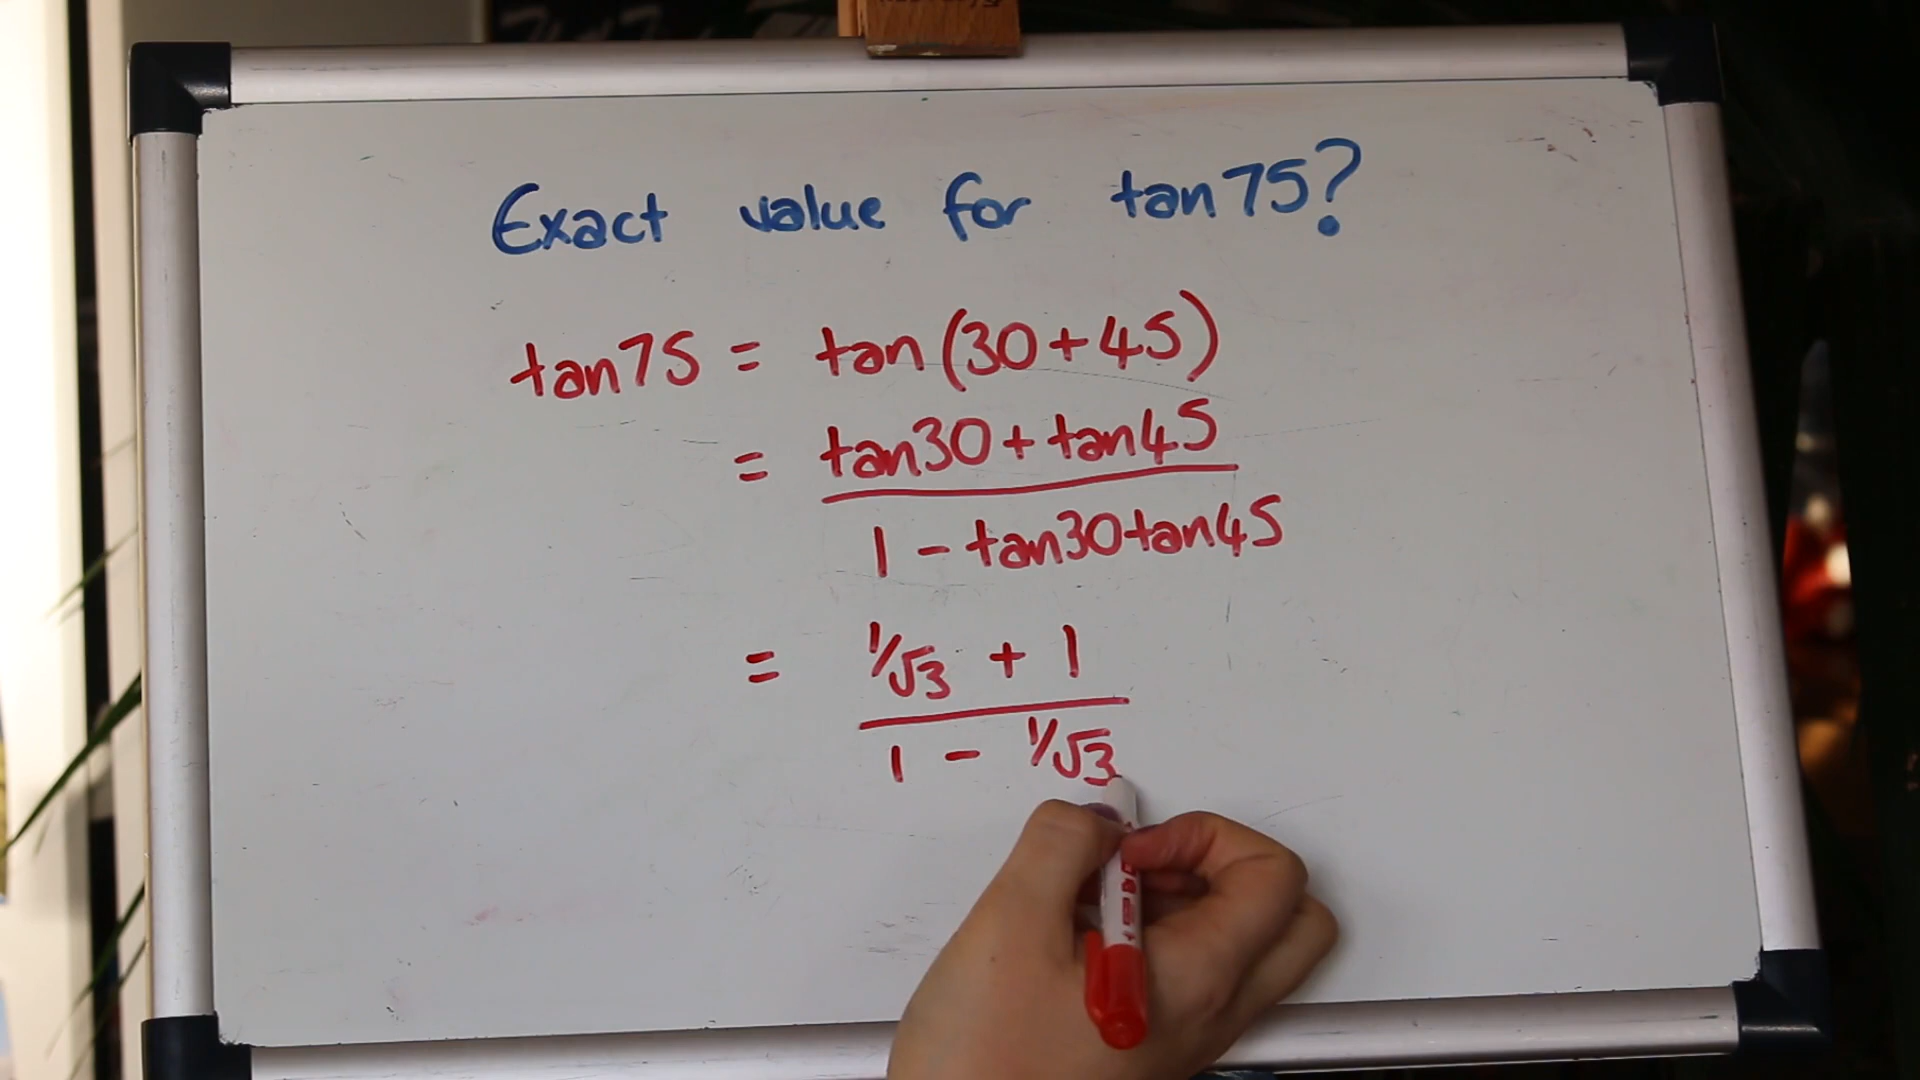 Exact value for tan75?
tan75 = tan(30+45)
= tan30+tan45
1 - tan30tan45
= 1/√3 + 1
1 - 1/√3